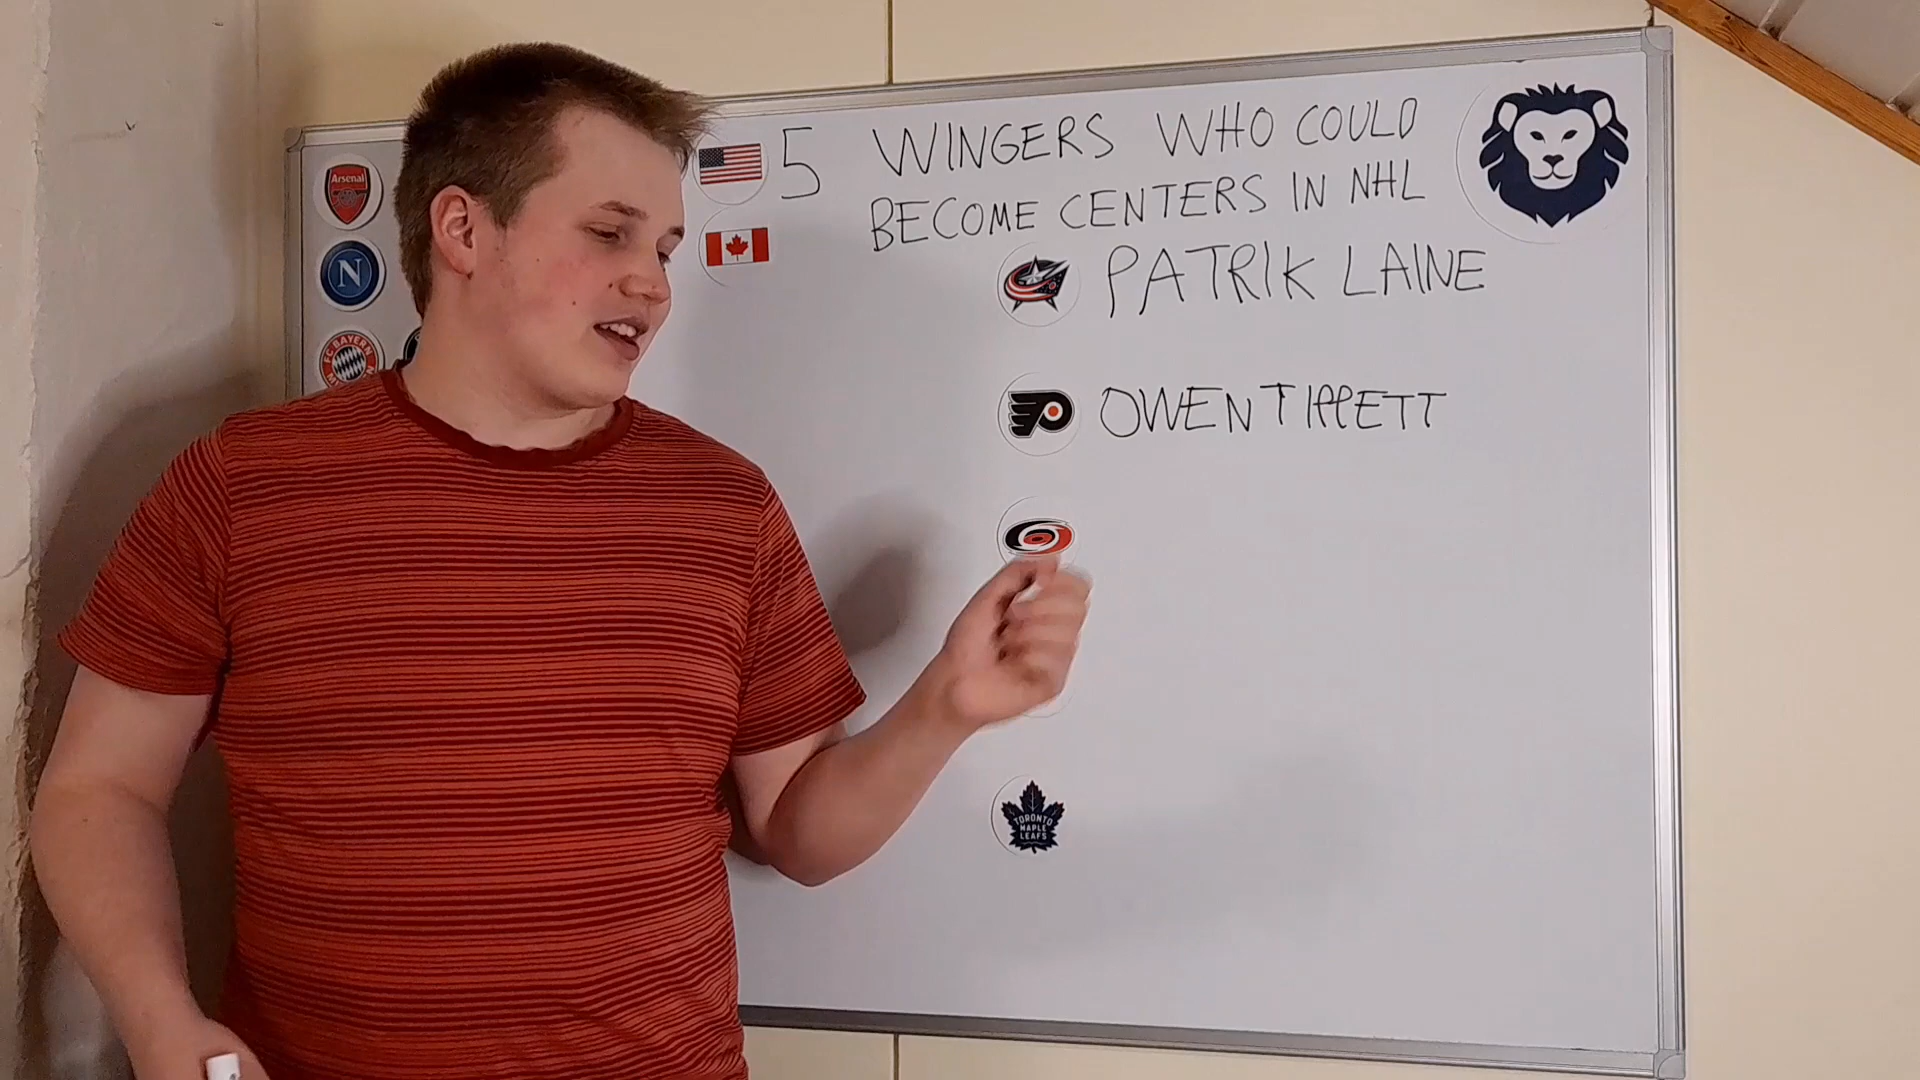 5 WINGERS WHO COULD
BECOME CENTERS IN NHL
PATRIK LAINE
OWEN TIPPETT
Arsenal
N
FC BAYERN
TORONTO
MAPLE
LEAFS